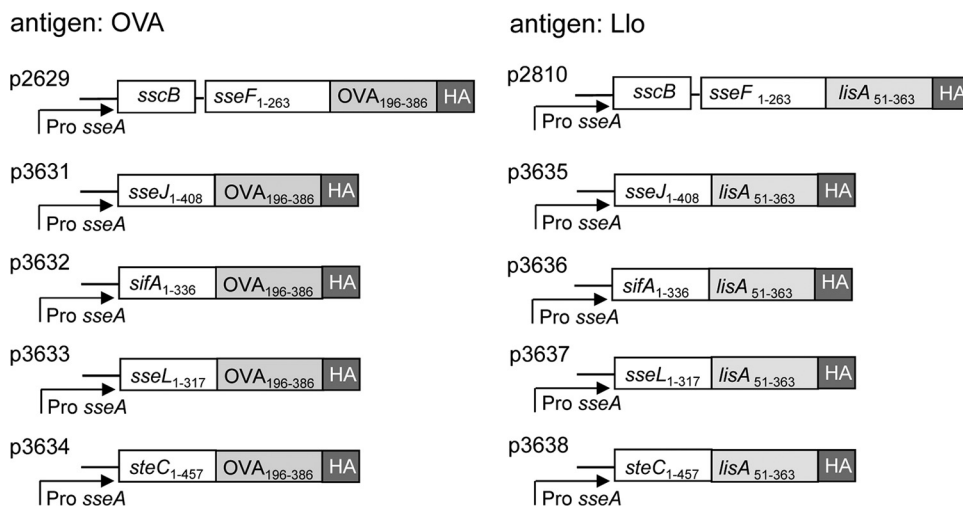 antigen: OVA
p2629
sscB sseF1-263 OVA196-386 HA
Pro sseA
p3631
sseJ1-408 OVA196-386 HA
Pro sseA
p3632
sifA1-336 OVA196-386 HA
Pro sseA
p3633
sseL1-317 OVA196-386 HA
Pro sseA
p3634
steC1-457 OVA196-386 HA
Pro sseA
antigen: Llo
p2810
sscB sseF 1-263 lisA 51-363 HA
Pro sseA
p3635
sseJ1-408 lisA 51-363 HA
Pro sseA
p3636
sifA1-336 lisA 51-363 HA
Pro sseA
p3637
sseL1-317 lisA 51-363 HA
Pro sseA
p3638
steC1-457 lisA 51-363 HA
Pro sseA